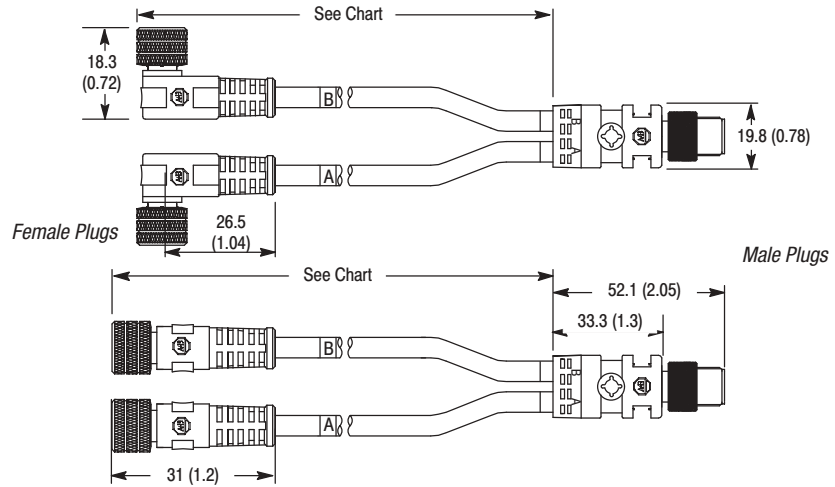 See Chart
18.3
(0.72)
B
B
A
19.8 (0.78)
A
26.5
(1.04)
Female Plugs
Male Plugs
See Chart
52.1 (2.05)
33.3 (1.3)
B
B
A
A
31 (1.2)